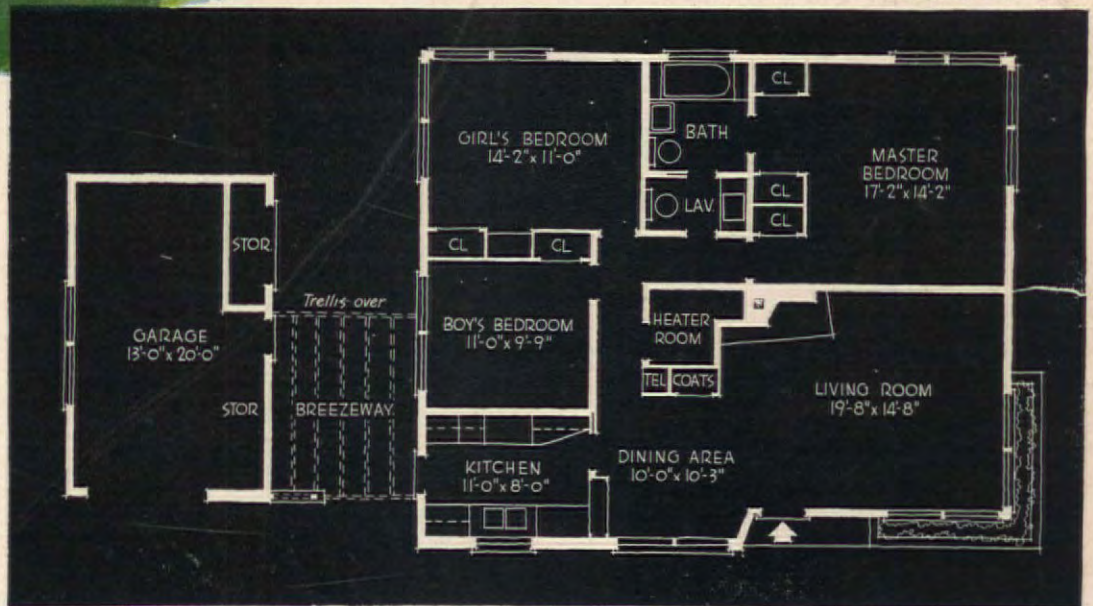 GIRL'S BEDROOM
14'-2" x 11'-0"
BATH
CL
MASTER
BEDROOM
17'-2" x 14'-2"
LAV.
CL
CL
STOR.
CL
CL
Trellis over
GARAGE
13'-0" x 20'-0"
BOY'S BEDROOM
11'-0" x 9'-9"
HEATER
ROOM
TEL
COATS
LIVING ROOM
19'-8" x 14'-8"
STOR
BREEZEWAY
KITCHEN
11'-0" x 8'-0"
DINING AREA
10'-0" x 10'-3"